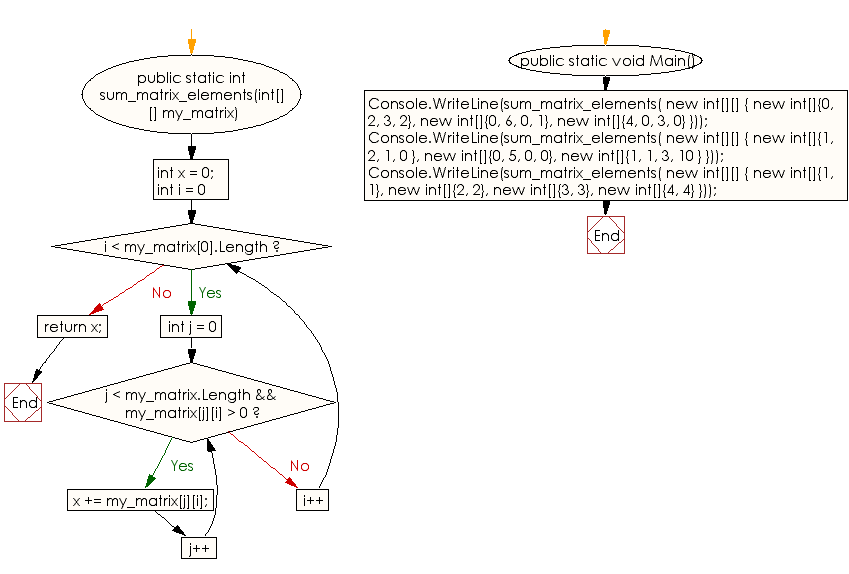 public static int
sum_matrix_elements(int[]
[] my_matrix)
int x = 0;
int i = 0
i < my_matrix[0].Length ?
No
Yes
return x;
int j = 0
End
j < my_matrix.Length &&
my_matrix[j][i] > 0 ?
Yes
No
x += my_matrix[j][i];
i++
j++
public static void Main()
Console.WriteLine(sum_matrix_elements( new int[][] { new int[]{0,
2, 3, 2}, new int[]{0, 6, 0, 1}, new int[]{4, 0, 3, 0} }));
Console.WriteLine(sum_matrix_elements( new int[][] { new int[]{1,
2, 1, 0 }, new int[]{0, 5, 0, 0}, new int[]{1, 1, 3, 10 } }));
Console.WriteLine(sum_matrix_elements( new int[][] { new int[]{1,
1}, new int[]{2, 2}, new int[]{3, 3}, new int[]{4, 4} }));
End